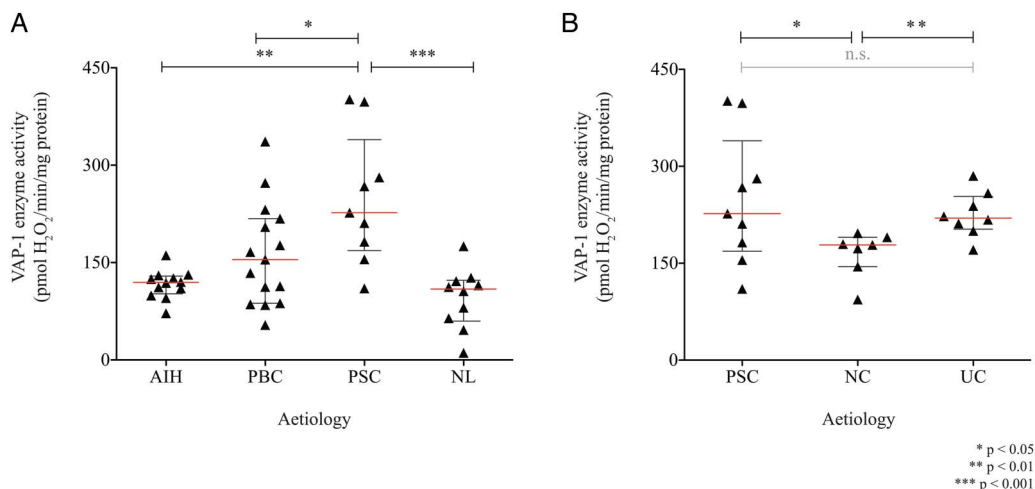 A
*
**
***
450
300
150
0
VAP-1 enzyme activity
(pmol H₂O₂/min/mg protein)
AIH PBC PSC NL
Aetiology
B
* **
n.s.
450
300
150
0
VAP-1 enzyme activity
(pmol H₂O₂/min/mg protein)
PSC NC UC
Aetiology
* p < 0.05
** p < 0.01
*** p < 0.001